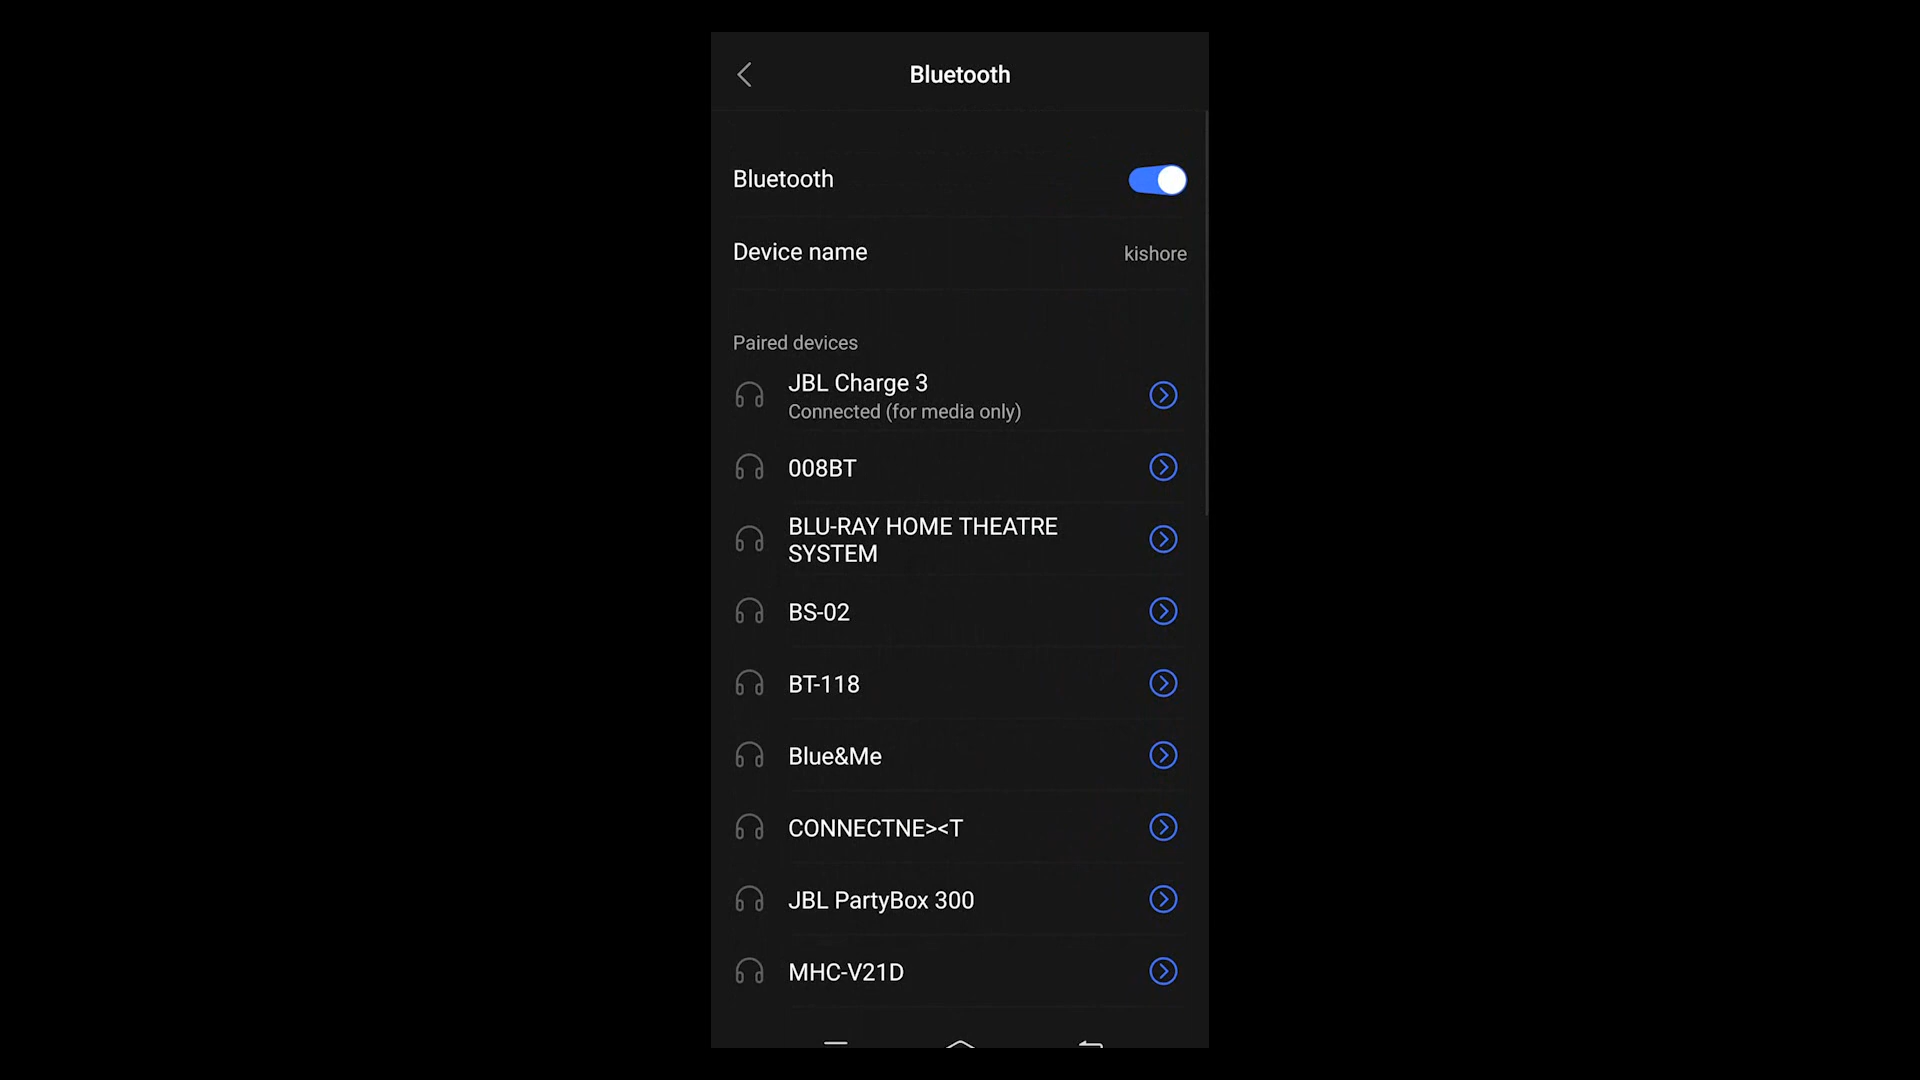 Bluetooth
Bluetooth
Device name kishore
Paired devices
JBL Charge 3
Connected (for media only)
008BT
BLU-RAY HOME THEATRE
SYSTEM
BS-02
BT-118
Blue&Me
CONNECTNE><T
JBL PartyBox 300
MHC-V21D